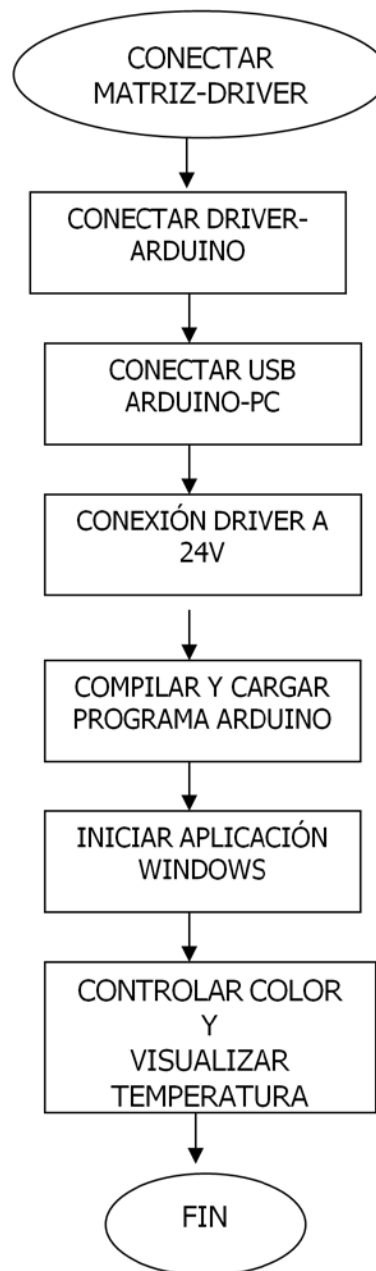 CONECTAR
MATRIZ-DRIVER
CONECTAR DRIVER-
ARDUINO
CONECTAR USB
ARDUINO-PC
CONEXIÓN DRIVER A
24V
COMPILAR Y CARGAR
PROGRAMA ARDUINO
INICIAR APLICACIÓN
WINDOWS
CONTROLAR COLOR
Y
VISUALIZAR
TEMPERATURA
FIN